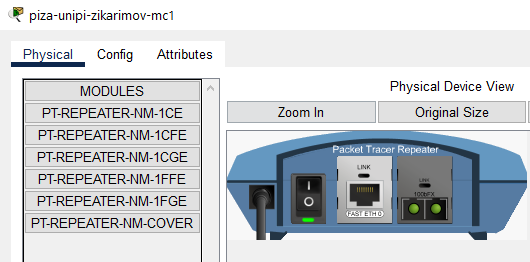 piza-unipi-zikarimov-mc1
Physical Config Attributes
MODULES
PT-REPEATER-NM-1CE
PT-REPEATER-NM-1CFE
PT-REPEATER-NM-1CGE
PT-REPEATER-NM-1FFE
PT-REPEATER-NM-1FGE
PT-REPEATER-NM-COVER
Physical Device View
Zoom In Original Size
Packet Tracer Repeater
LINK
LINK
100bFX
FAST ETH 0